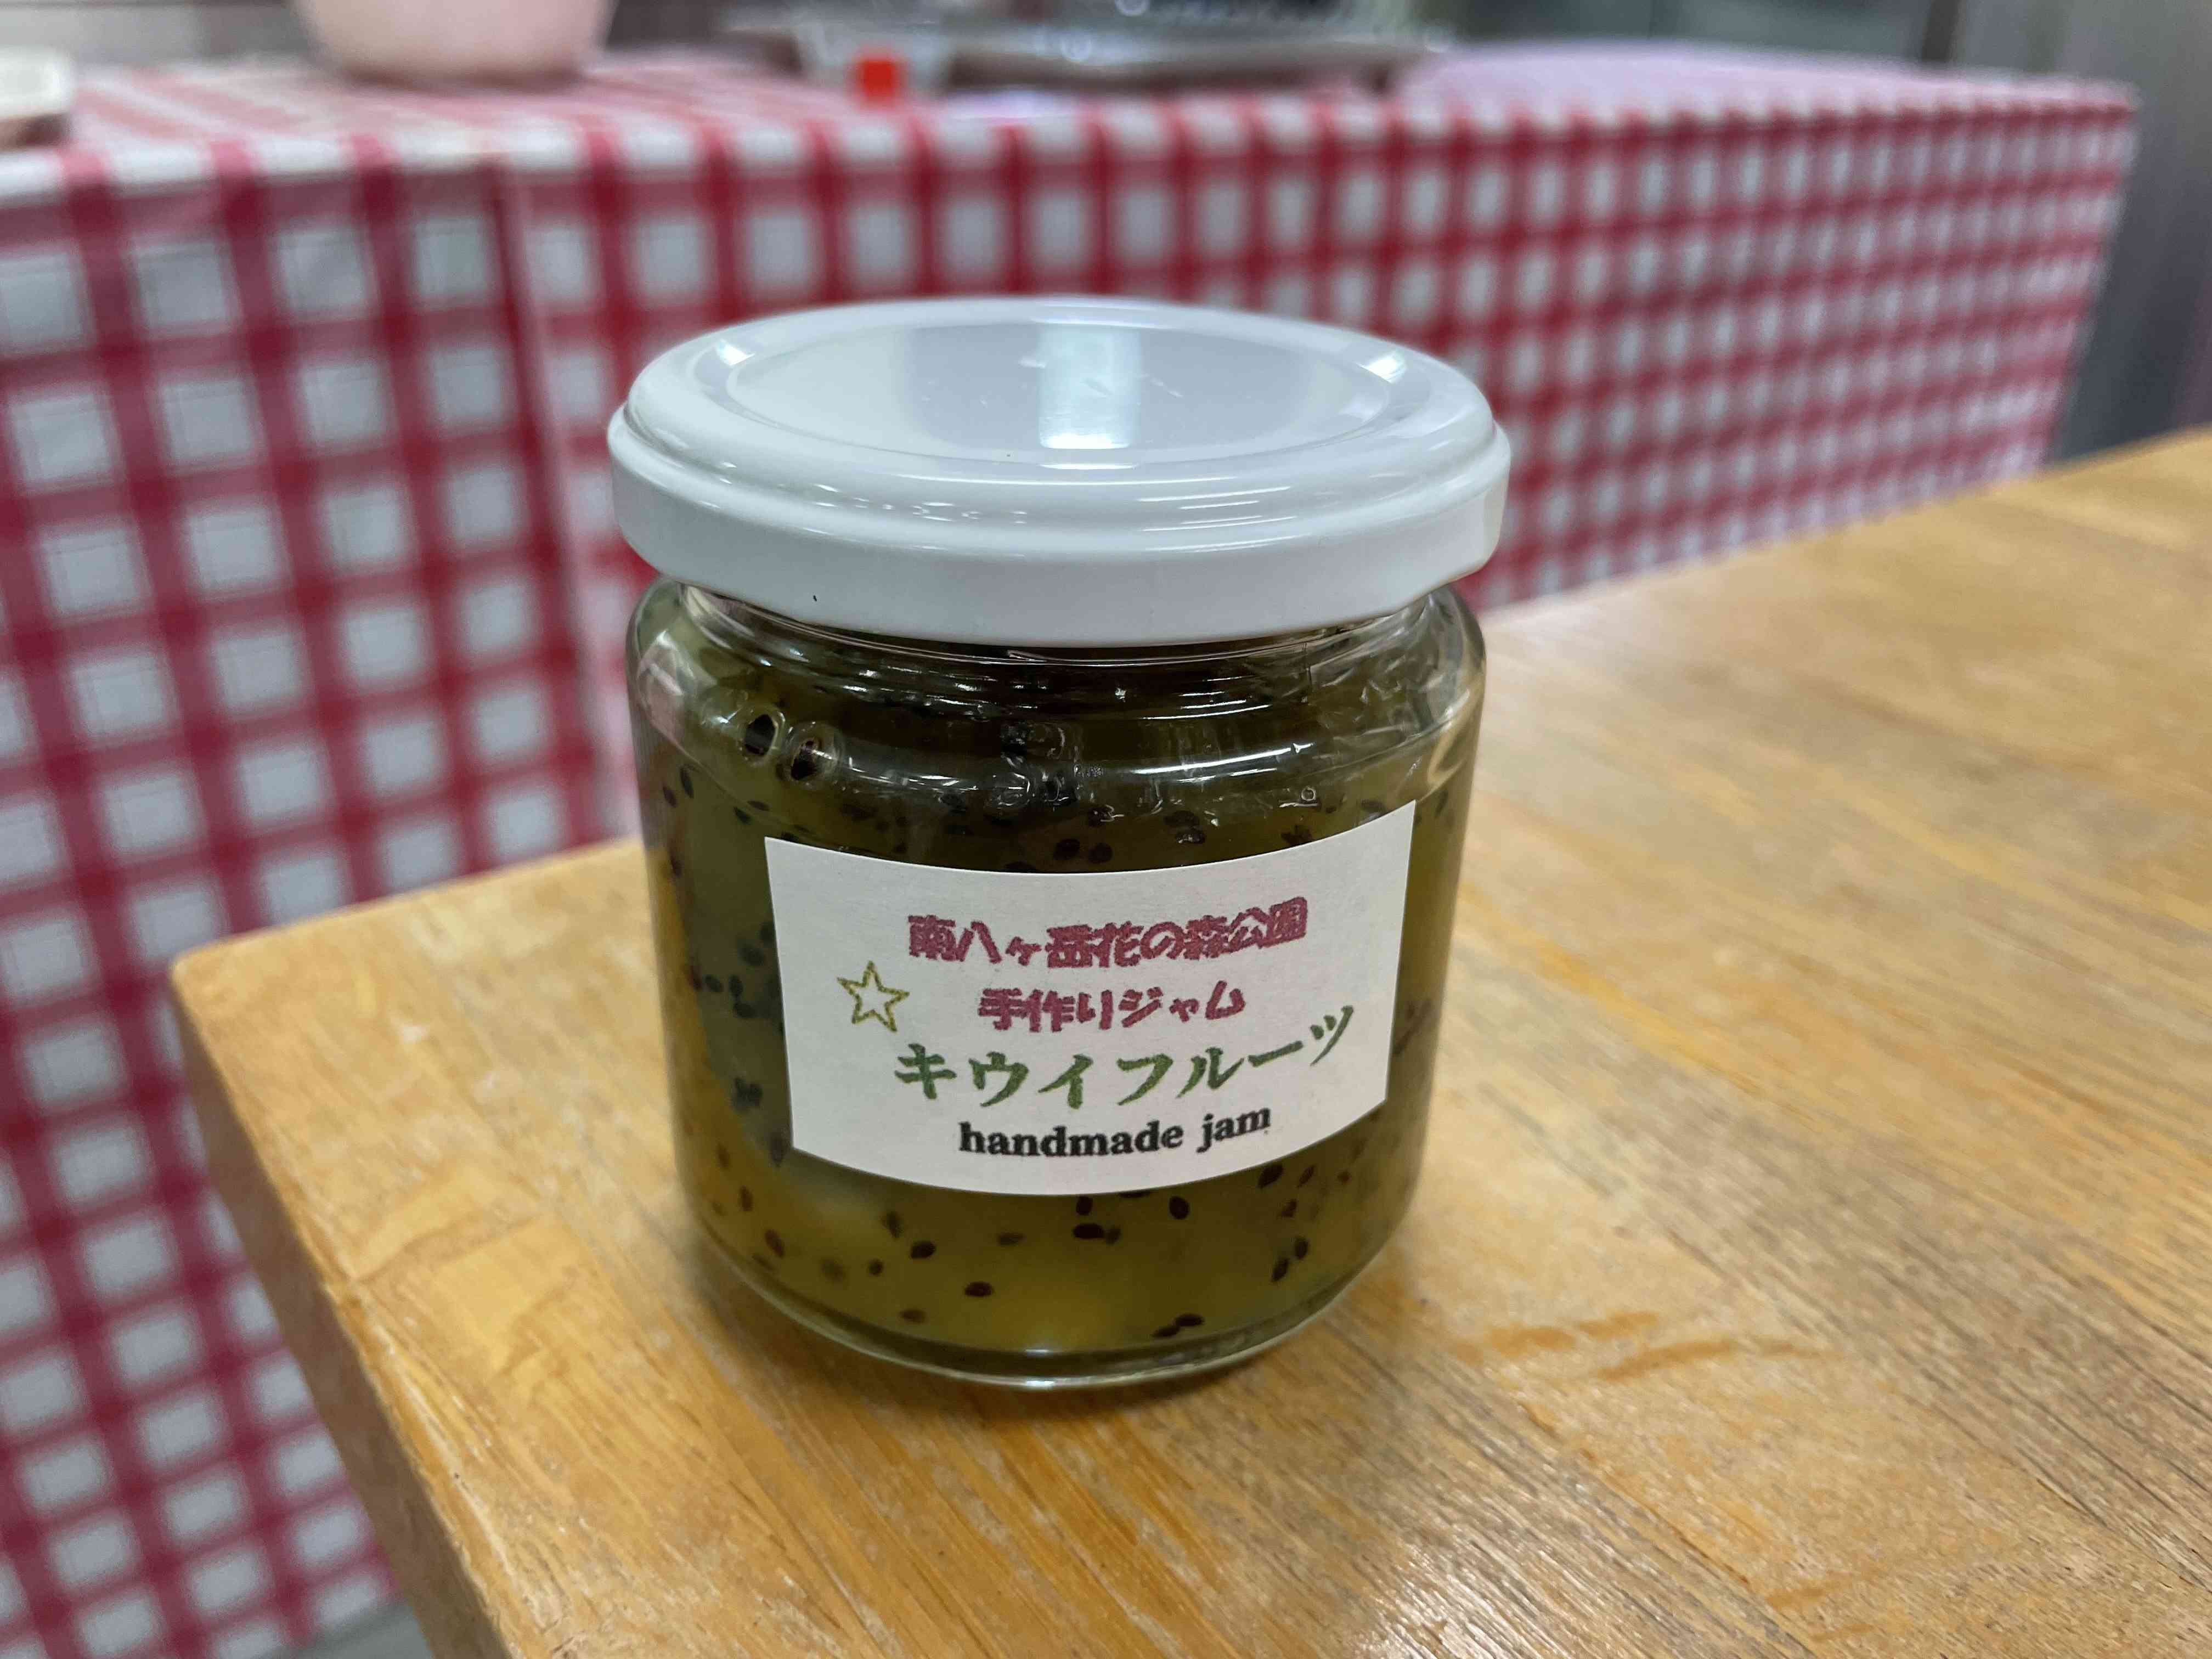 南八ヶ岳花の森公園
手作りジャム
キウイフルーツ
handmade jam